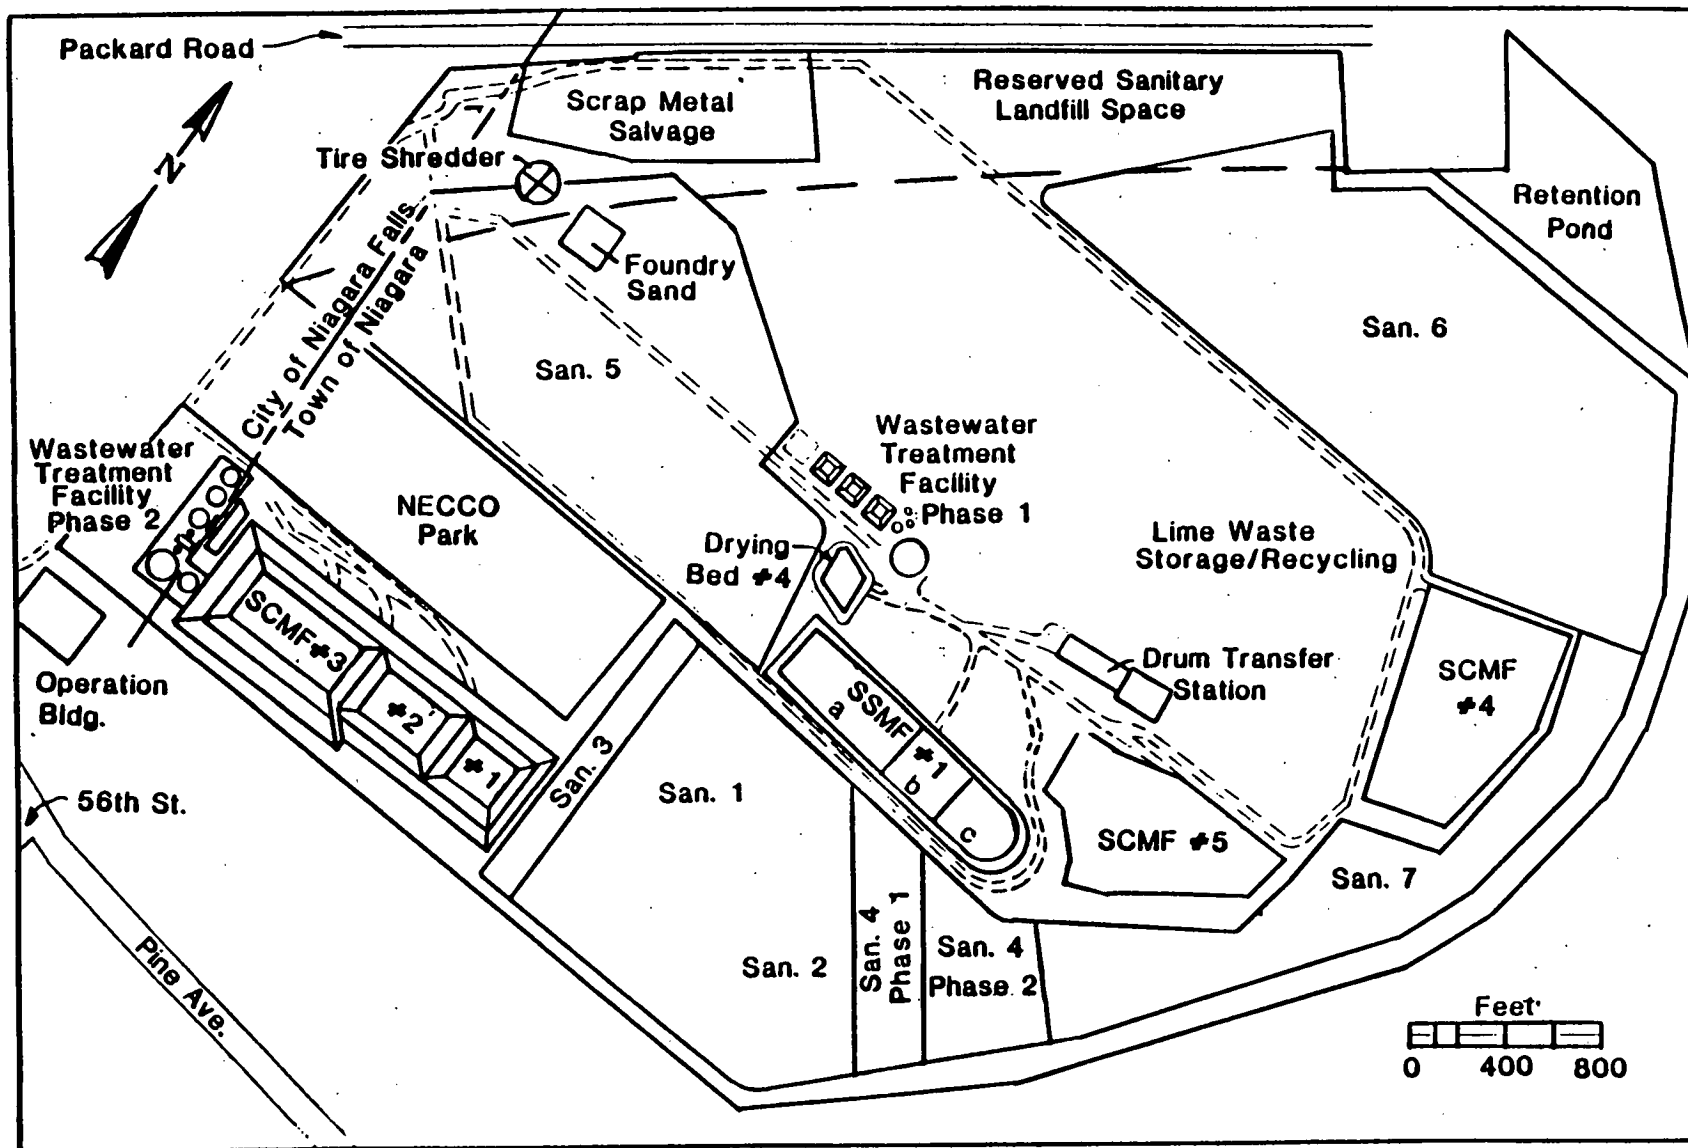 Packard Road
N
Scrap Metal
Salvage
Reserved Sanitary
Landfill Space
Tire Shredder
Retention
Pond
City of Niagara Falls
Town of Niagara
Foundry
Sand
San. 6
San. 5
Wastewater
Treatment
Facility
Phase 2
NECCO
Park
Wastewater
Treatment
Facility
Phase 1
Drying
Bed #4
Lime Waste
Storage/Recycling
SCMF #3
#2
#1
Operation
Bldg.
Drum Transfer
Station
SCMF
#4
SSMF #1
a
b
c
San. 3
San. 1
56th St.
SCMF #5
San. 7
Pine Ave.
San. 2
San. 4
Phase 1
San. 4
Phase 2
Feet
0 400 800